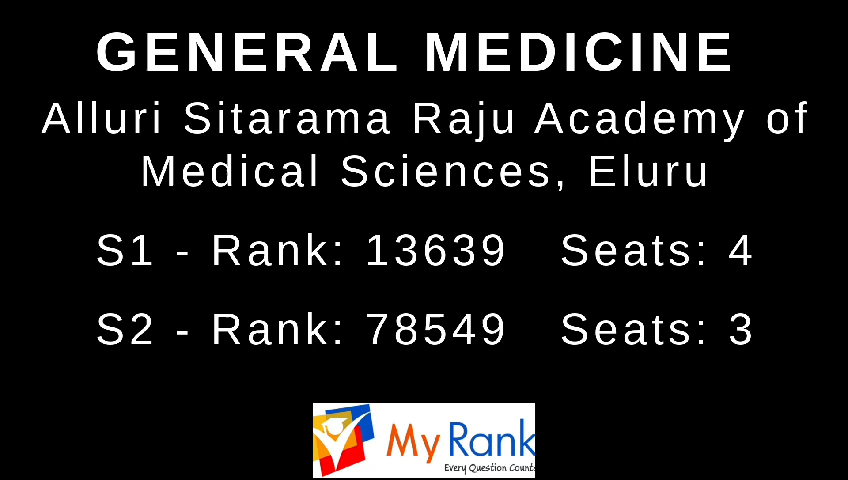 GENERAL MEDICINE
Alluri Sitarama Raju Academy of
Medical Sciences, Eluru
S1 - Rank: 13639 Seats: 4
S2 - Rank: 78549 Seats: 3
My Rank
Every Question Counts